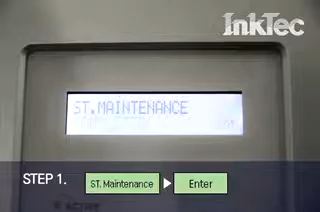 InkTec
ST.MAINTENANCE
STEP 1.
ST. Maintenance
Enter